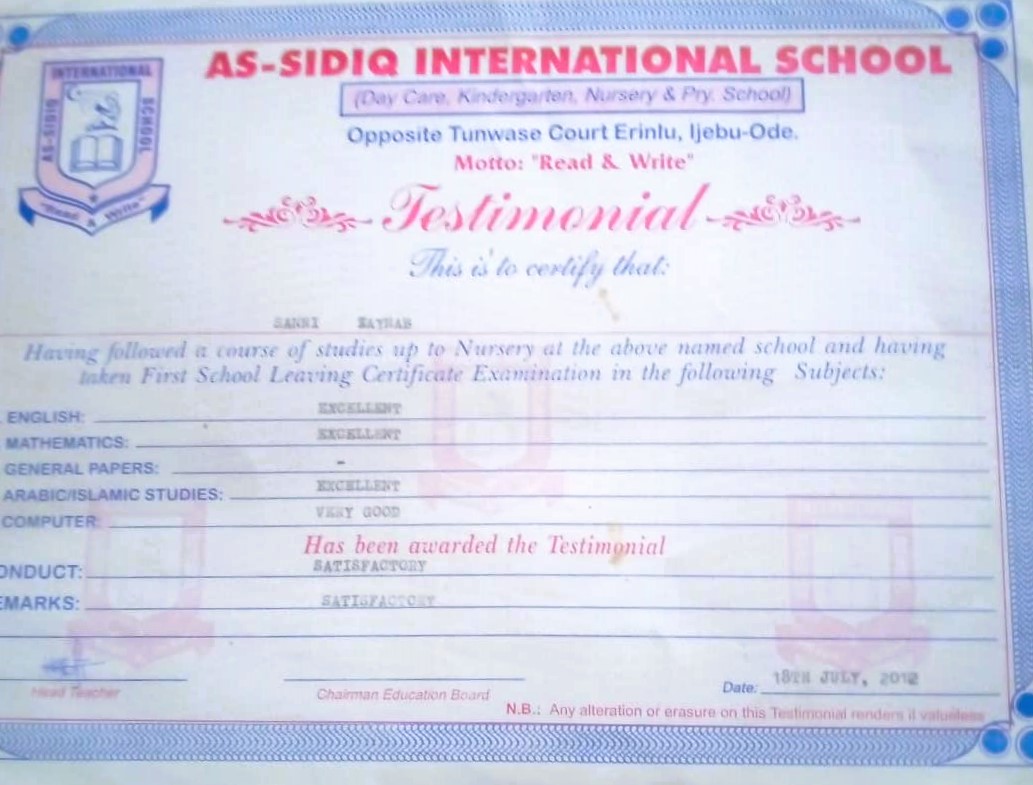 INTERNATIONAL
AS-SIDIQ
SCHOOL
"Read & Write"
AS-SIDIQ INTERNATIONAL SCHOOL
(Day Care, Kindergarten, Nursery & Pry. School)
Opposite Tunwase Court Erinlu, Ijebu-Ode.
Motto: "Read & Write"
Testimonial
This is to certify that:
SANNI ZAYNAB
Having followed a course of studies up to Nursery at the above named school and having
taken First School Leaving Certificate Examination in the following Subjects:
ENGLISH: EXCELLENT
MATHEMATICS: EXCELLENT
GENERAL PAPERS: -
ARABIC/ISLAMIC STUDIES: EXCELLENT
COMPUTER: VERY GOOD
Has been awarded the Testimonial
ONDUCT: SATISFACTORY
EMARKS: SATISFACTORY
Head Teacher
Chairman Education Board
Date: 18TH JULY, 2012
N.B.: Any alteration or erasure on this Testimonial renders it valueless